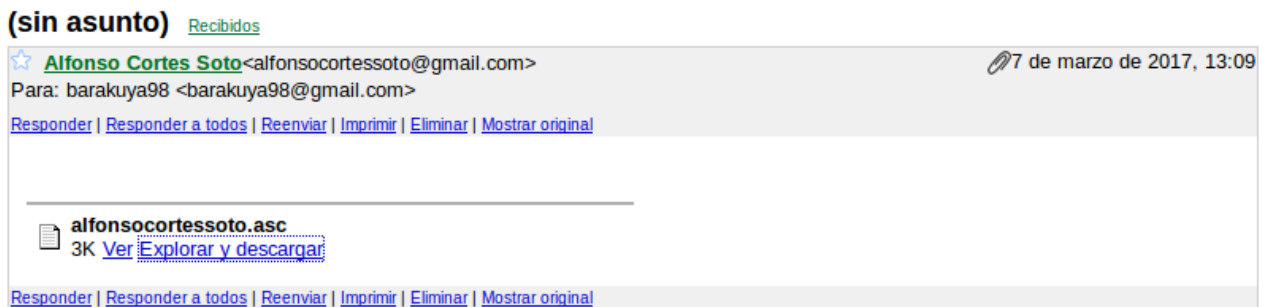 (sin asunto) Recibidos
Alfonso Cortes Soto<alfonsocortessoto@gmail.com> 7 de marzo de 2017, 13:09
Para: barakuya98 <barakuya98@gmail.com>
Responder | Responder a todos | Reenviar | Imprimir | Eliminar | Mostrar original
alfonsocortessoto.asc
3K Ver Explorar y descargar
Responder | Responder a todos | Reenviar | Imprimir | Eliminar | Mostrar original